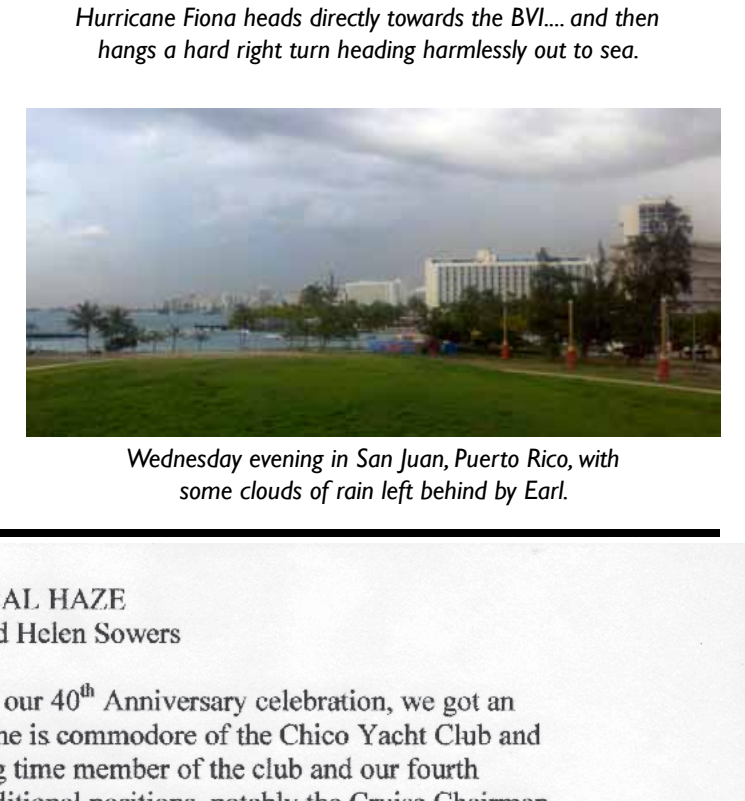 Hurricane Fiona heads directly towards the BVI.... and then
hangs a hard right turn heading harmlessly out to sea.
Wednesday evening in San Juan, Puerto Rico, with
some clouds of rain left behind by Earl.
AL HAZE
d Helen Sowers
our 40th Anniversary celebration, we got an
ne is commodore of the Chico Yacht Club and
g time member of the club and our fourth
ditional positions, notably the Cruise Chairman